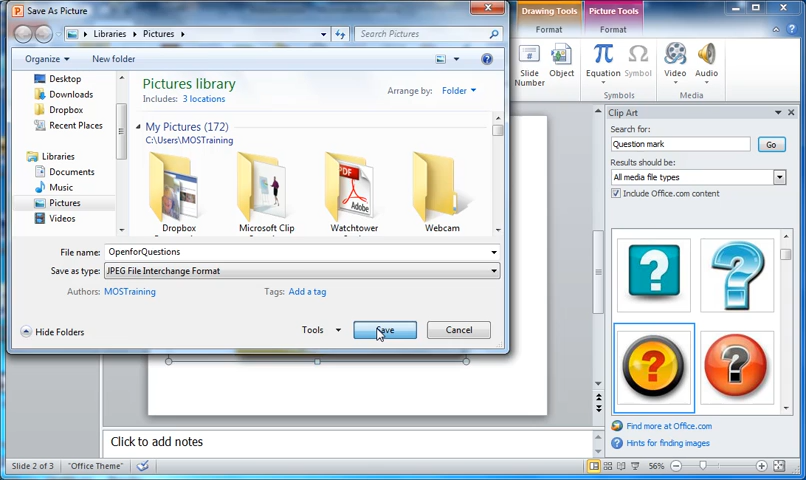 Save As Picture
Libraries
Pictures
Search Pictures
Organize
New folder
Desktop
Downloads
Dropbox
Recent Places
Libraries
Documents
Music
Pictures
Videos
Pictures library
Includes: 3 locations
Arrange by: Folder
My Pictures (172)
C:\Users\MOSTraining
Dropbox
Microsoft Clip
PDF
Adobe
Watchtower
Webcam
File name: OpenforQuestions
Save as type: JPEG File Interchange Format
Authors: MOSTraining
Tags: Add a tag
Hide Folders
Tools
Save
Cancel
Drawing Tools
Picture Tools
Format
Format
Slide
Number
Object
Equation
Symbol
Symbols
Video
Audio
Media
Clip Art
Search for:
Question mark
Go
Results should be:
All media file types
Include Office.com content
?
?
?
?
Find more at Office.com
Hints for finding images
Click to add notes
Slide 2 of 3
"Office Theme"
56%